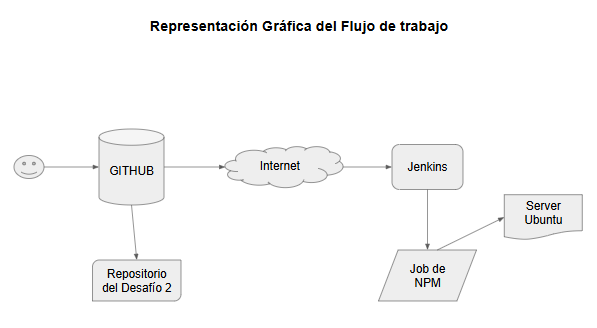 Representación Gráfica del Flujo de trabajo
GITHUB
Internet
Jenkins
Server
Ubuntu
Repositorio
del Desafío 2
Job de
NPM